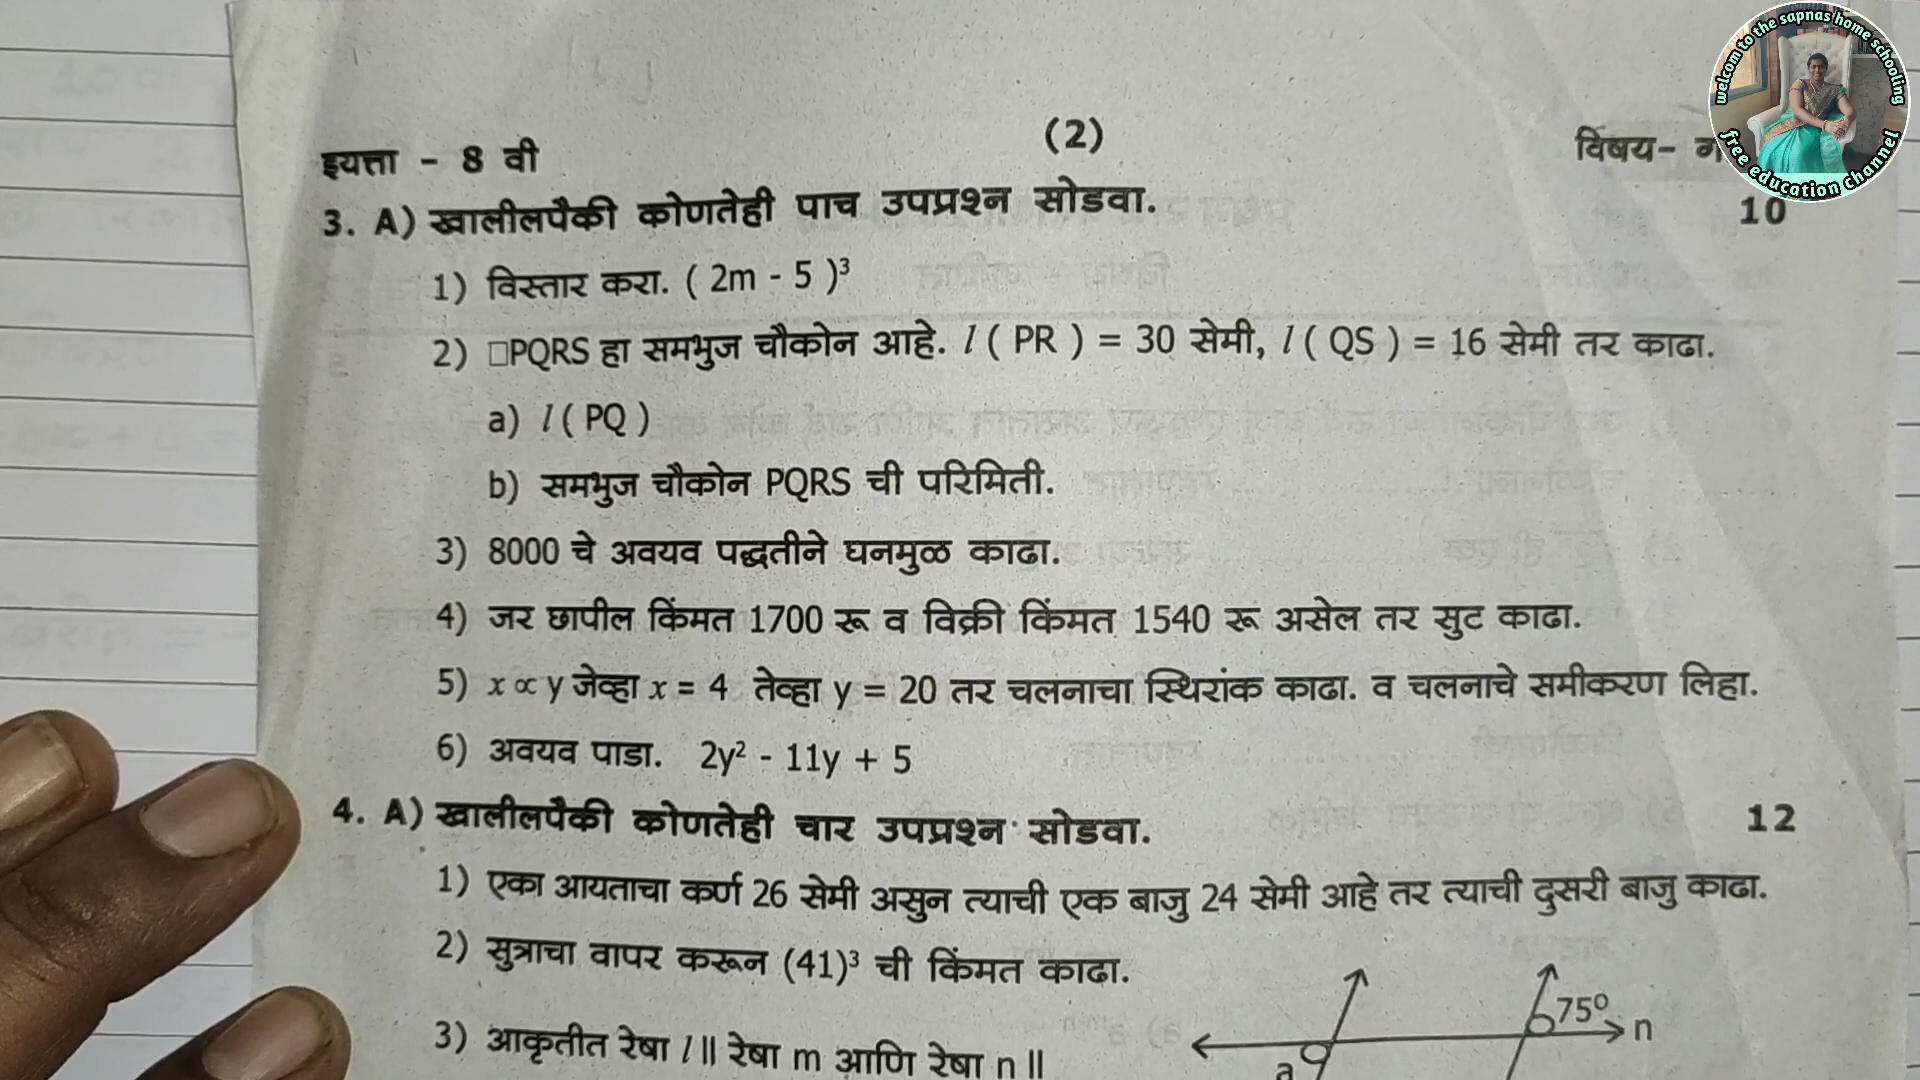 welcom to the sapnas home schooling
free education channel
(2)
इयत्ता - 8 वी
विषय-
3. A) खालीलपैकी कोणतेही पाच उपप्रश्न सोडवा. 10
1) विस्तार करा. ( 2m - 5 )³
2) □PQRS हा समभुज चौकोन आहे. l ( PR ) = 30 सेमी, l ( QS ) = 16 सेमी तर काढा.
a) l ( PQ )
b) समभुज चौकोन PQRS ची परिमिती.
3) 8000 चे अवयव पद्धतीने घनमुळ काढा.
4) जर छापील किंमत 1700 रू व विक्री किंमत 1540 रू असेल तर सुट काढा.
5) x ∝ y जेव्हा x = 4 तेव्हा y = 20 तर चलनाचा स्थिरांक काढा. व चलनाचे समीकरण लिहा.
6) अवयव पाडा. 2y² - 11y + 5
4. A) खालीलपैकी कोणतेही चार उपप्रश्न सोडवा. 12
1) एका आयताचा कर्ण 26 सेमी असुन त्याची एक बाजु 24 सेमी आहे तर त्याची दुसरी बाजु काढा.
2) सुत्राचा वापर करून (41)³ ची किंमत काढा.
75⁰
n
3) आकृतीत रेषा l || रेषा m आणि रेषा n ||
a